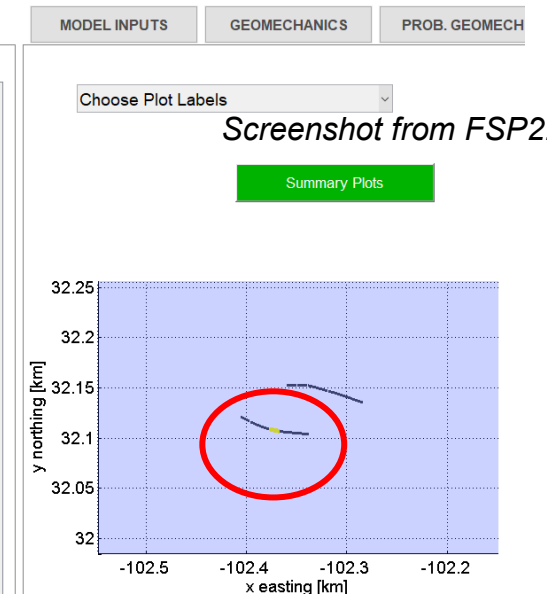 MODEL INPUTS GEOMECHANICS PROB. GEOMECH
Choose Plot Labels
Screenshot from FSP2
Summary Plots
32.25
32.2
32.15
32.1
32.05
32
y northing [km]
-102.5 -102.4 -102.3 -102.2
x easting [km]